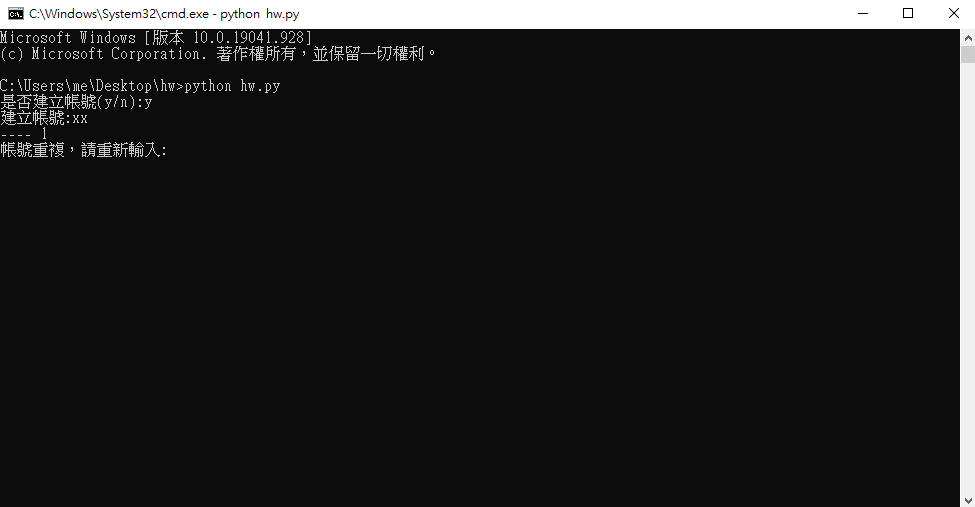 C:\Windows\System32\cmd.exe - python hw.py
Microsoft Windows [版本 10.0.19041.928]
(c) Microsoft Corporation. 著作權所有，並保留一切權利。
C:\Users\me\Desktop\hw>python hw.py
是否建立帳號(y/n):y
建立帳號:xx
---- 1
帳號重複，請重新輸入: